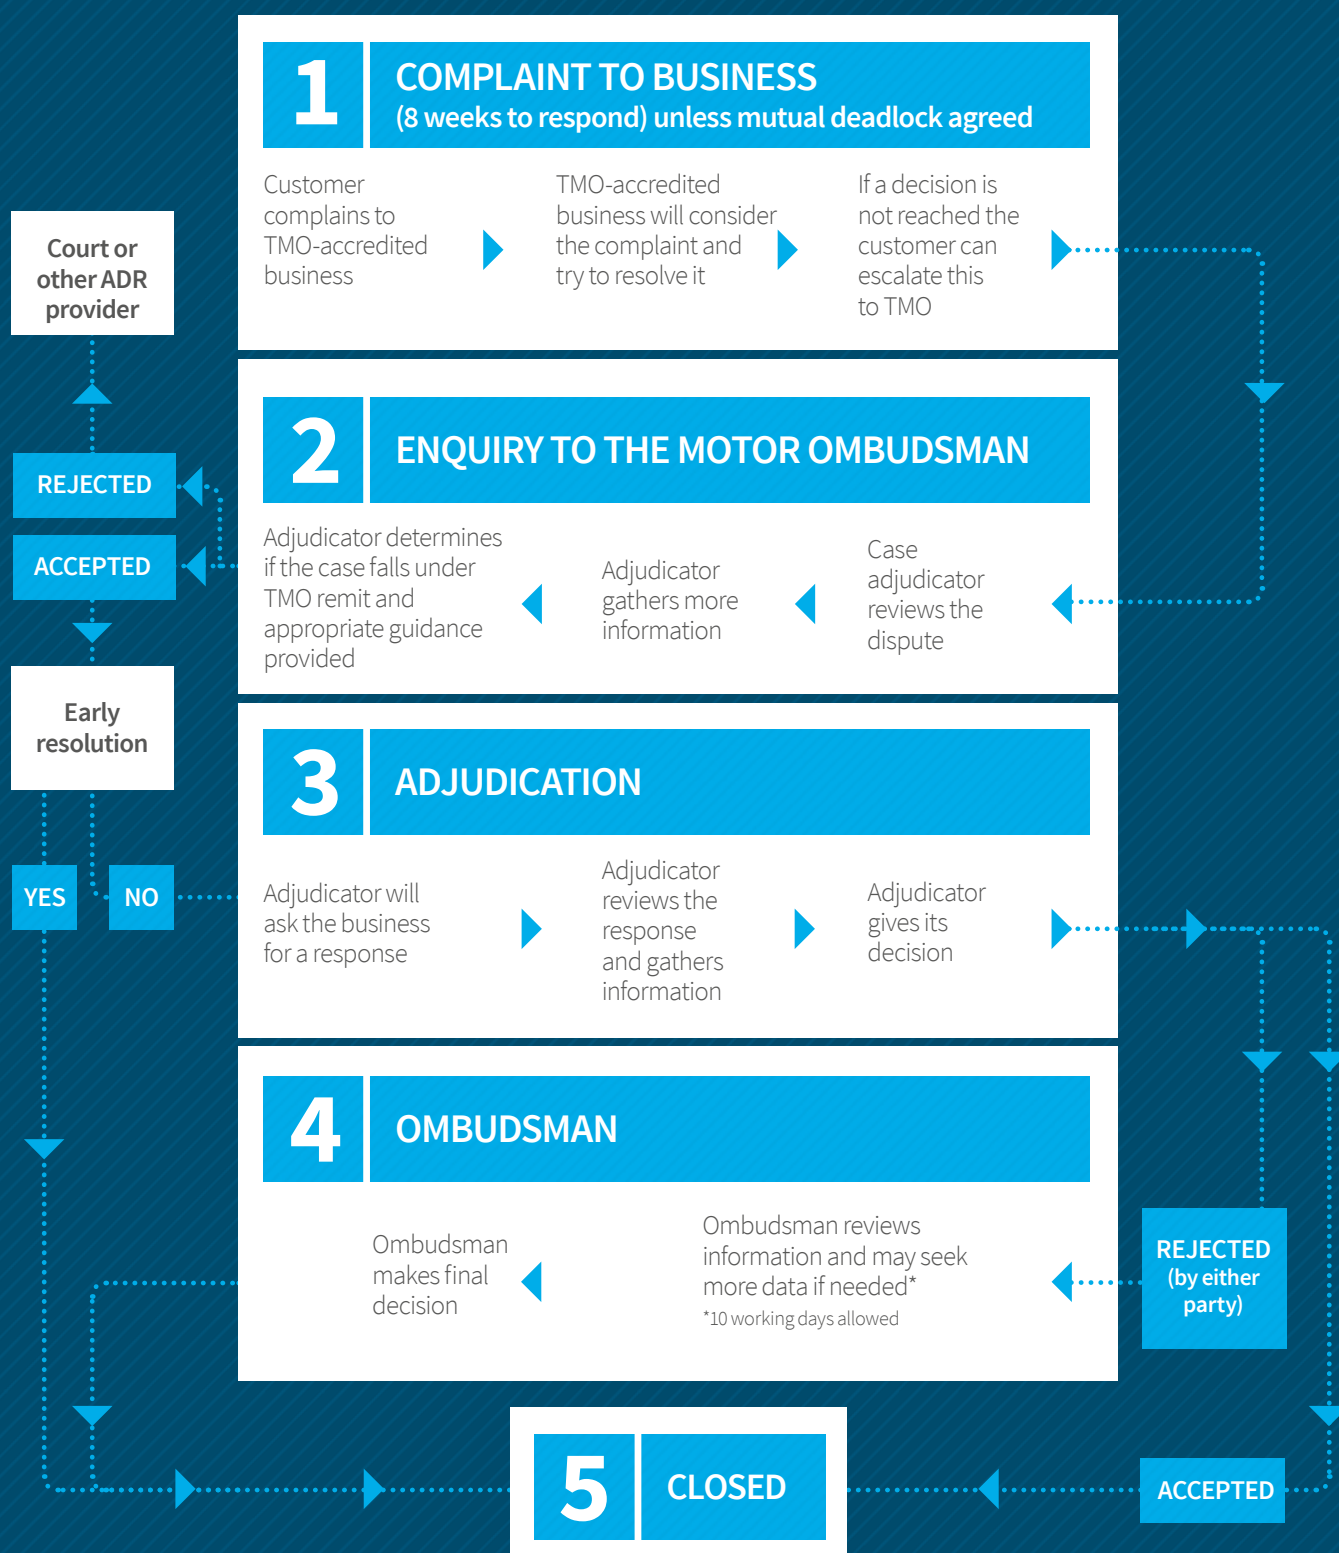 1
COMPLAINT TO BUSINESS
(8 weeks to respond) unless mutual deadlock agreed
Customer
complains to
TMO-accredited
business
TMO-accredited
business will consider
the complaint and
try to resolve it
If a decision is
not reached the
customer can
escalate this
to TMO
Court or
other ADR
provider
REJECTED
ACCEPTED
Early
resolution
YES
NO
2
ENQUIRY TO THE MOTOR OMBUDSMAN
Adjudicator determines
if the case falls under
TMO remit and
appropriate guidance
provided
Adjudicator
gathers more
information
Case
adjudicator
reviews the
dispute
3
ADJUDICATION
Adjudicator will
ask the business
for a response
Adjudicator
reviews the
response
and gathers
information
Adjudicator
gives its
decision
4
OMBUDSMAN
Ombudsman
makes final
decision
Ombudsman reviews
information and may seek
more data if needed*
*10 working days allowed
REJECTED
(by either
party)
5
CLOSED
ACCEPTED